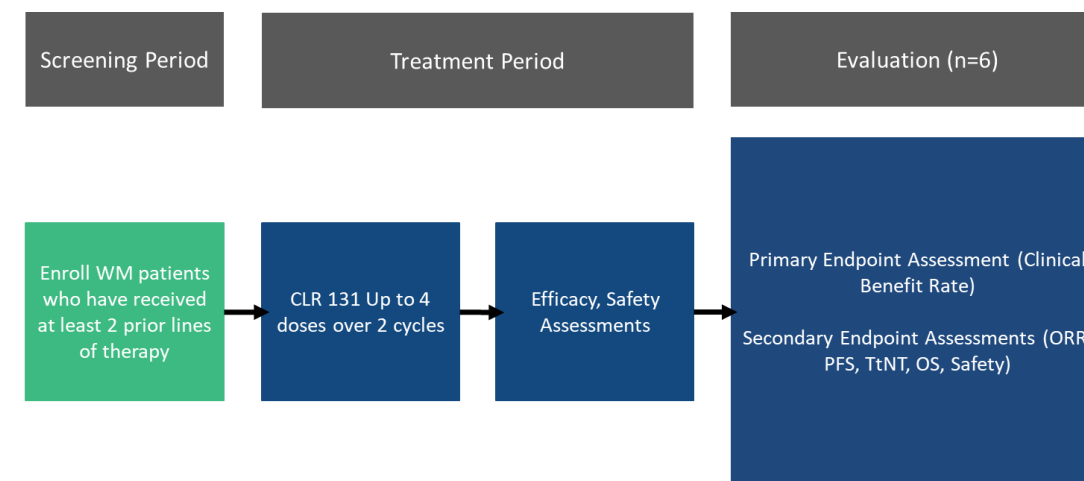 Screening Period
Treatment Period
Evaluation (n=6)
Enroll WM patients
who have received
at least 2 prior lines
of therapy
CLR 131 Up to 4
doses over 2 cycles
Efficacy, Safety
Assessments
Primary Endpoint Assessment (Clinical
Benefit Rate)
Secondary Endpoint Assessments (ORR
PFS, TtNT, OS, Safety)